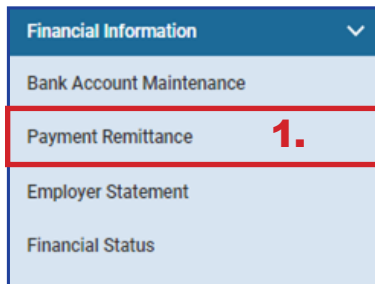 Financial Information
Bank Account Maintenance
Payment Remittance 1.
Employer Statement
Financial Status